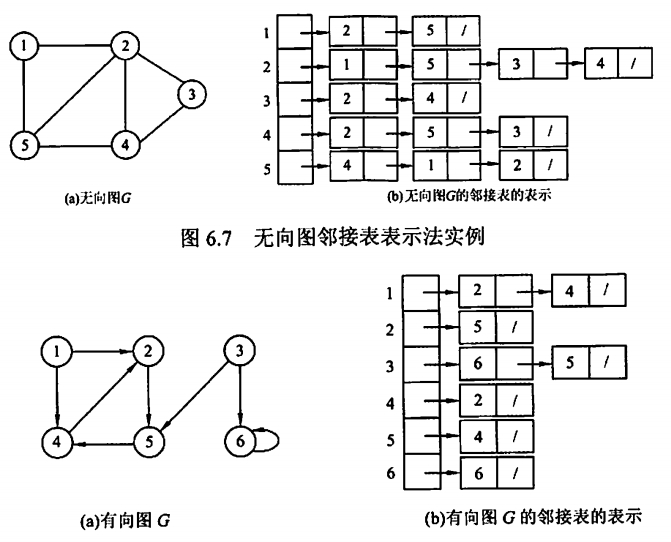 1 2 5 /
1 2
2 1 5 3 4 /
3
3 2 4 /
4 2 5 3 /
5 4
5 4 1 2 /
(a)无向图G
(b)无向图G的邻接表的表示
图 6.7 无向图邻接表表示法实例
1 2 4 /
2 5 /
1 2 3
3 6 5 /
4 2 /
4 5 6
5 4 /
6 6 /
(a)有向图 G
(b)有向图 G 的邻接表的表示